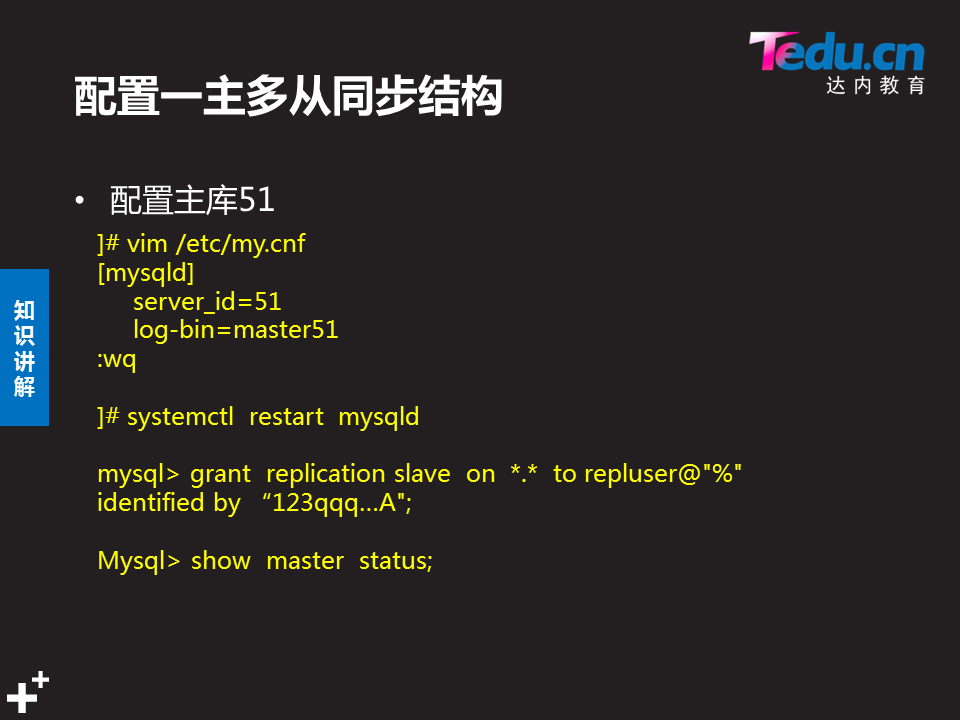 Tedu.cn
达内教育
配置一主多从同步结构
• 配置主库51
]# vim /etc/my.cnf
[mysqld]
server_id=51
log-bin=master51
:wq
]# systemctl  restart  mysqld
mysql> grant  replication slave  on  *.*  to repluser@"%"
identified by  “123qqq…A";
Mysql> show  master  status;
知识讲解